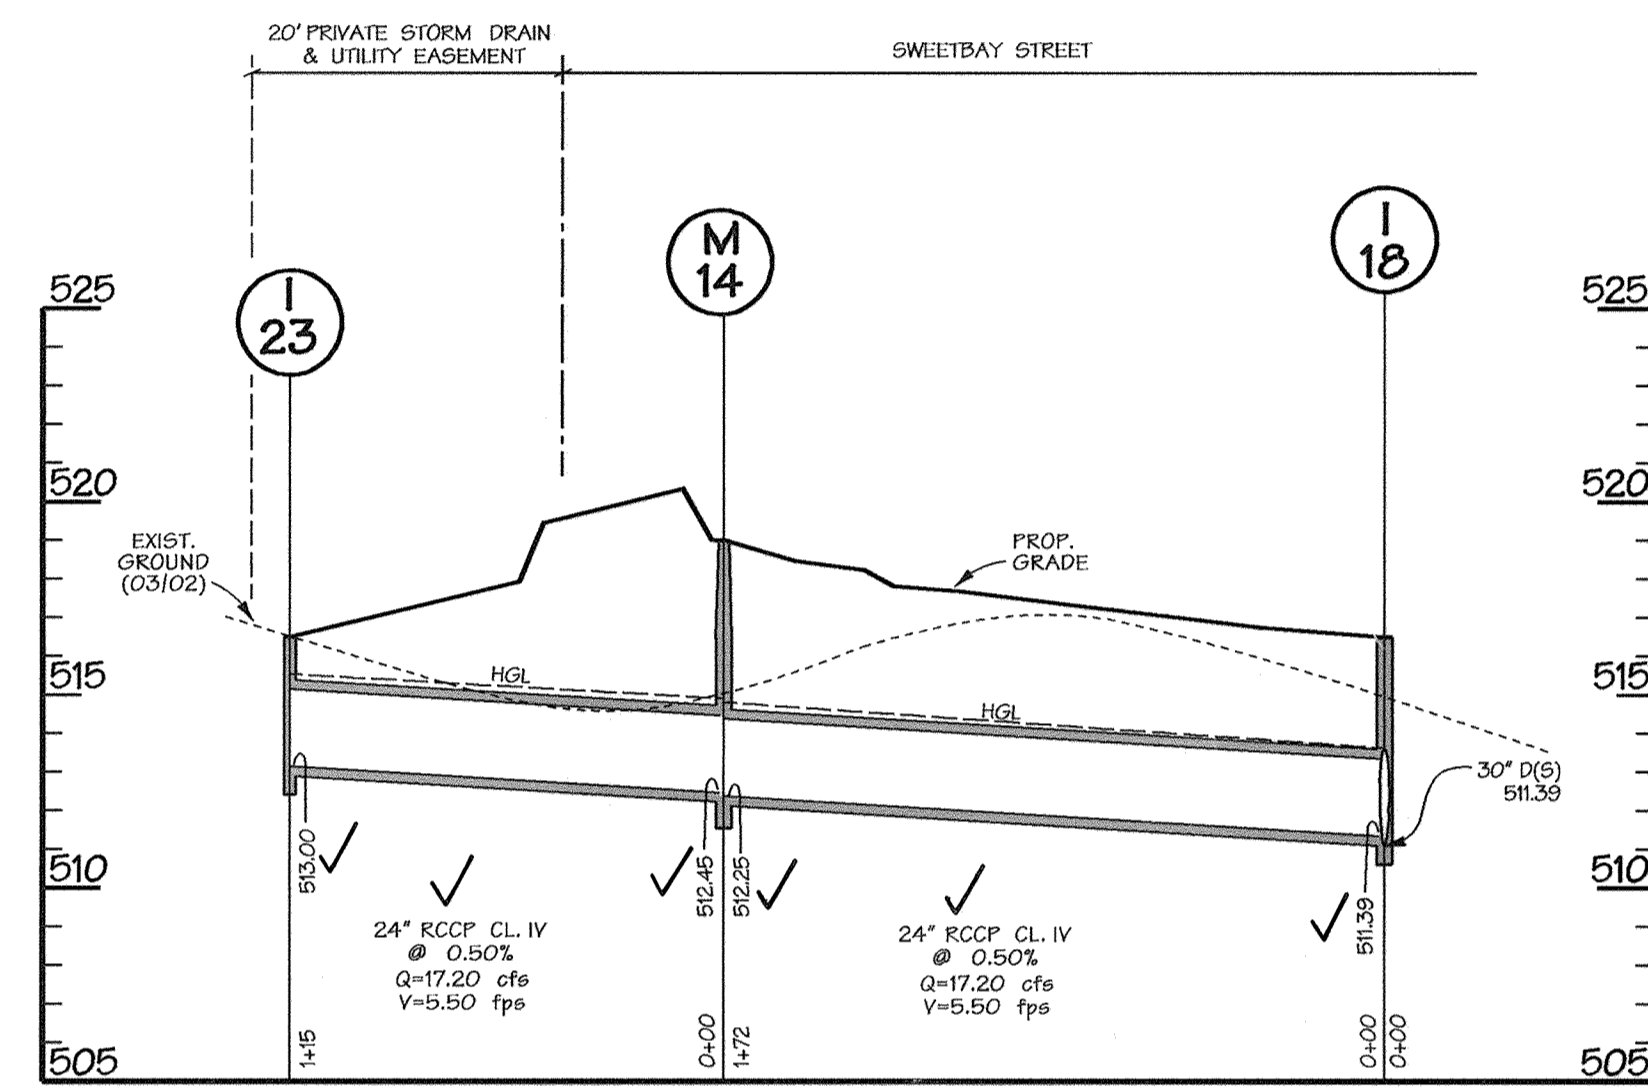 20' PRIVATE STORM DRAIN
& UTILITY EASEMENT
SWEETBAY STREET
I
23
M
14
I
18
525
525
520
520
EXIST.
GROUND
(03/02)
PROP.
GRADE
515
515
HGL
HGL
30" D(S)
511.39
510
510
513.00
512.45
512.25
511.39
24" RCCP CL. IV
@ 0.50%
Q=17.20 cfs
V=5.50 fps
24" RCCP CL. IV
@ 0.50%
Q=17.20 cfs
V=5.50 fps
505
505
1+15
0+00
1+72
0+00
0+00